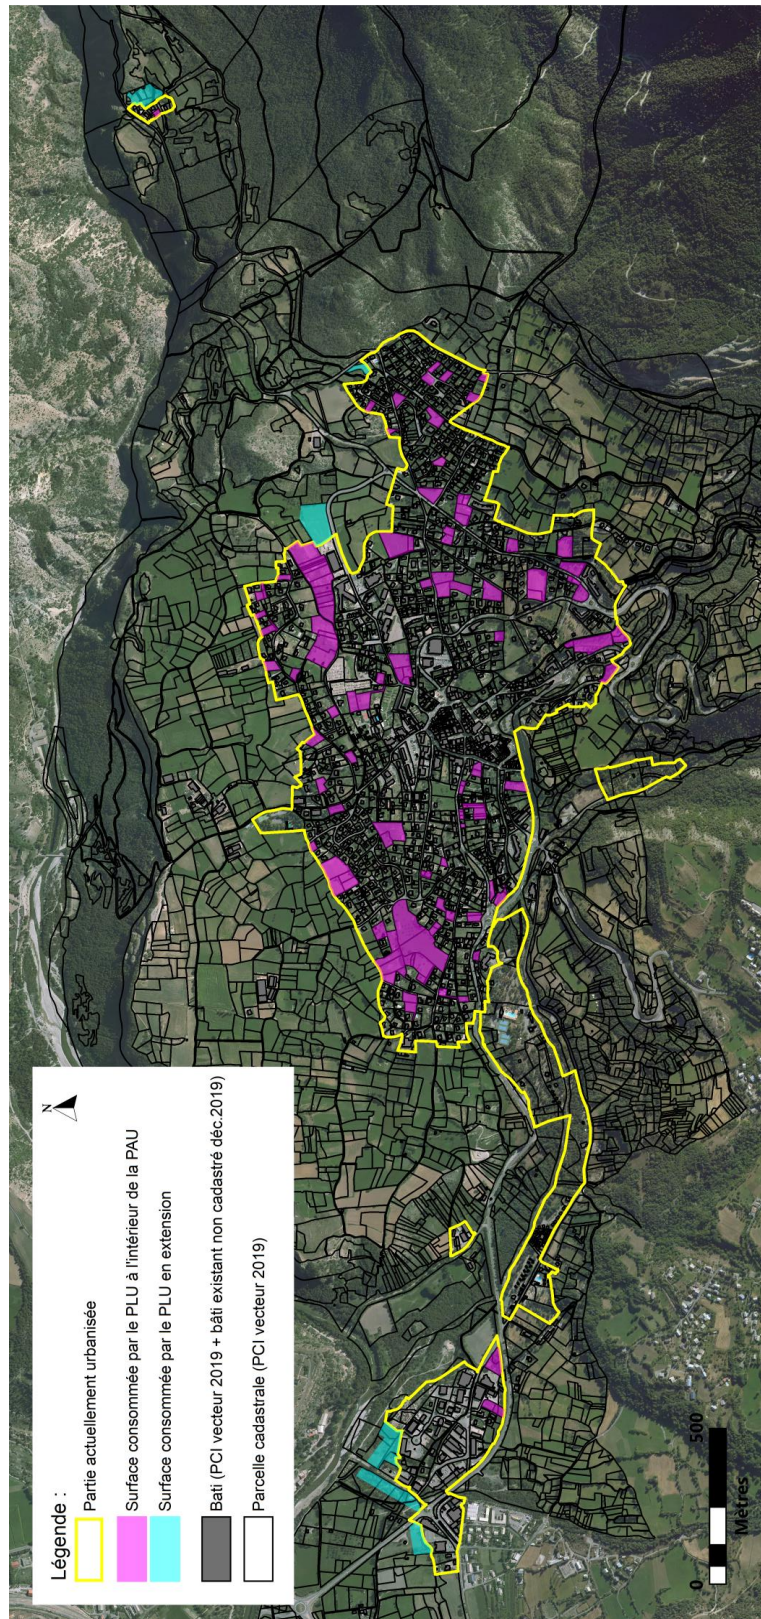 Légende :
Partie actuellement urbanisée
Surface consommée par le PLU à l'intérieur de la PAU
Surface consommée par le PLU en extension
Bati (PCI vecteur 2019 + bâti existant non cadastré déc.2019)
Parcelle cadastrale (PCI vecteur 2019)
N
0
500
Mètres